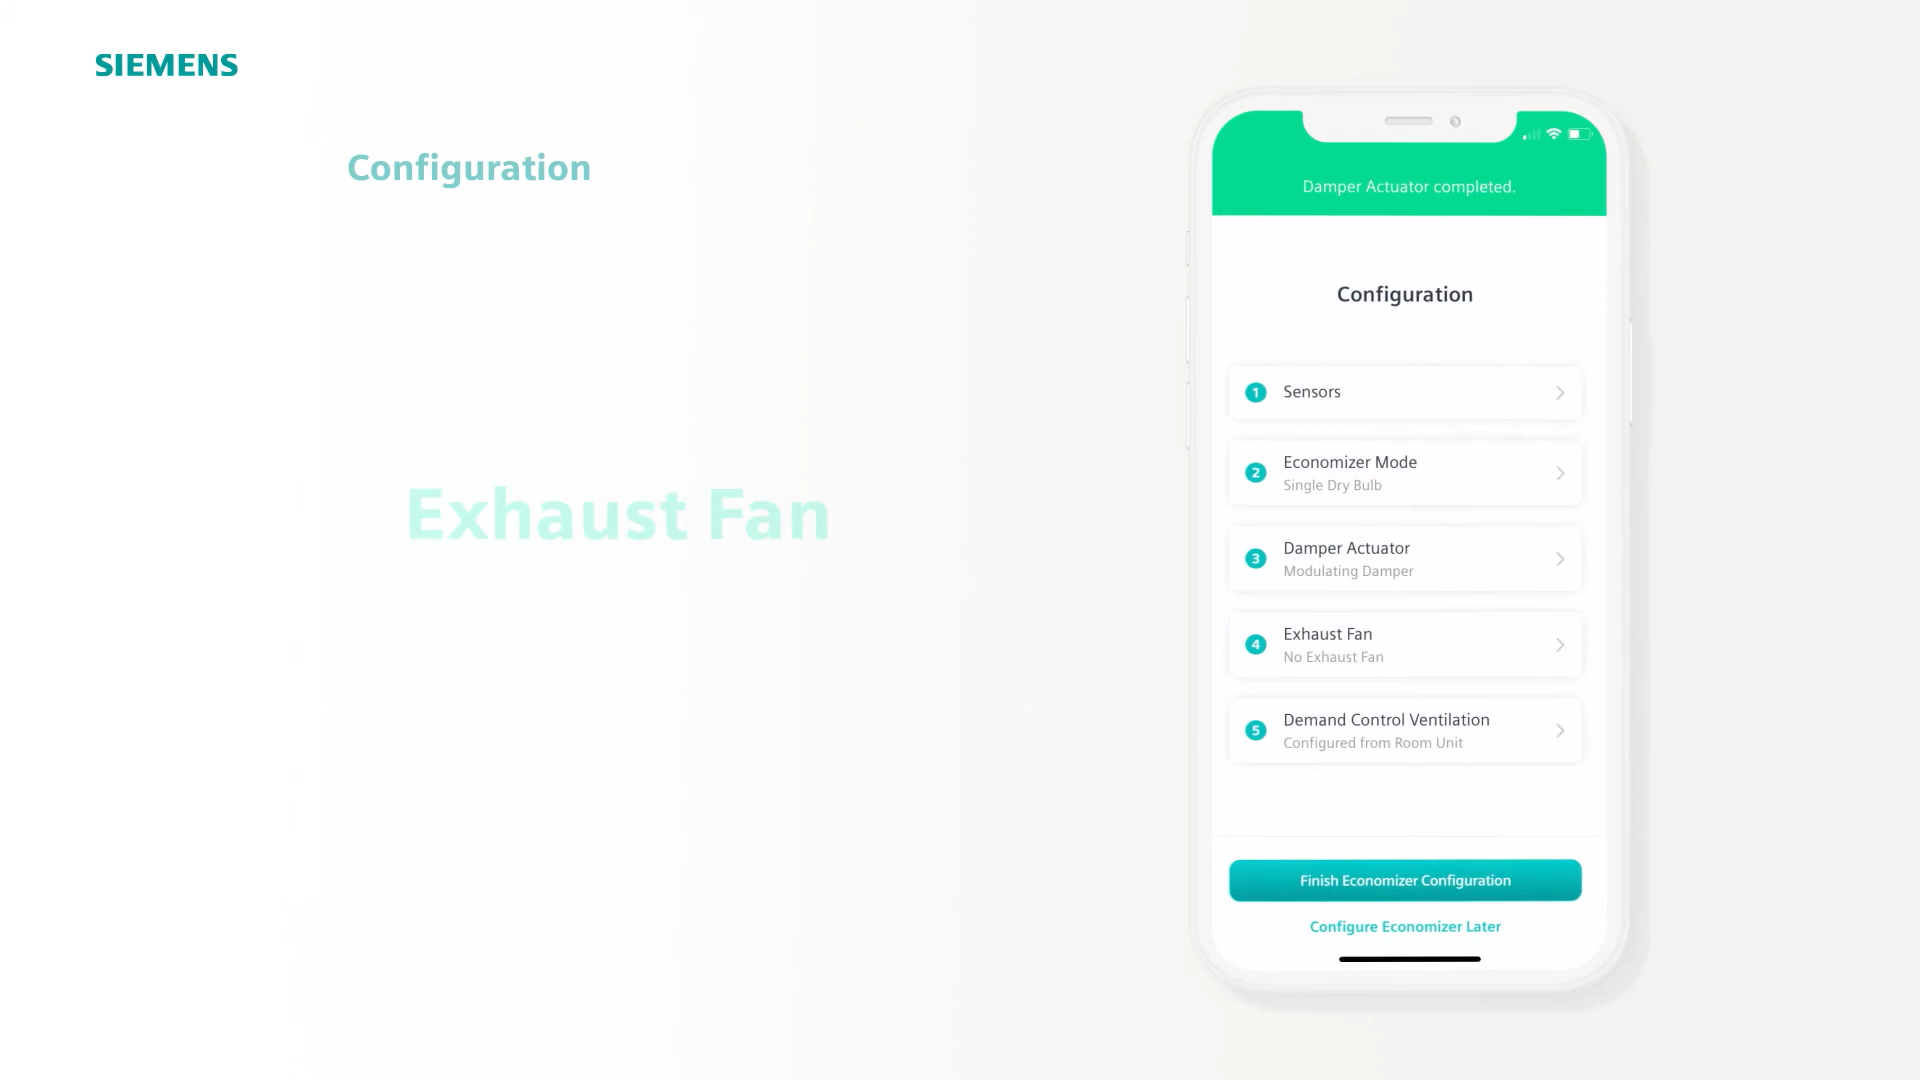 SIEMENS
Configuration
Exhaust Fan
Damper Actuator completed.
Configuration
1 Sensors
2 Economizer Mode
Single Dry Bulb
3 Damper Actuator
Modulating Damper
4 Exhaust Fan
No Exhaust Fan
5 Demand Control Ventilation
Configured from Room Unit
Finish Economizer Configuration
Configure Economizer Later